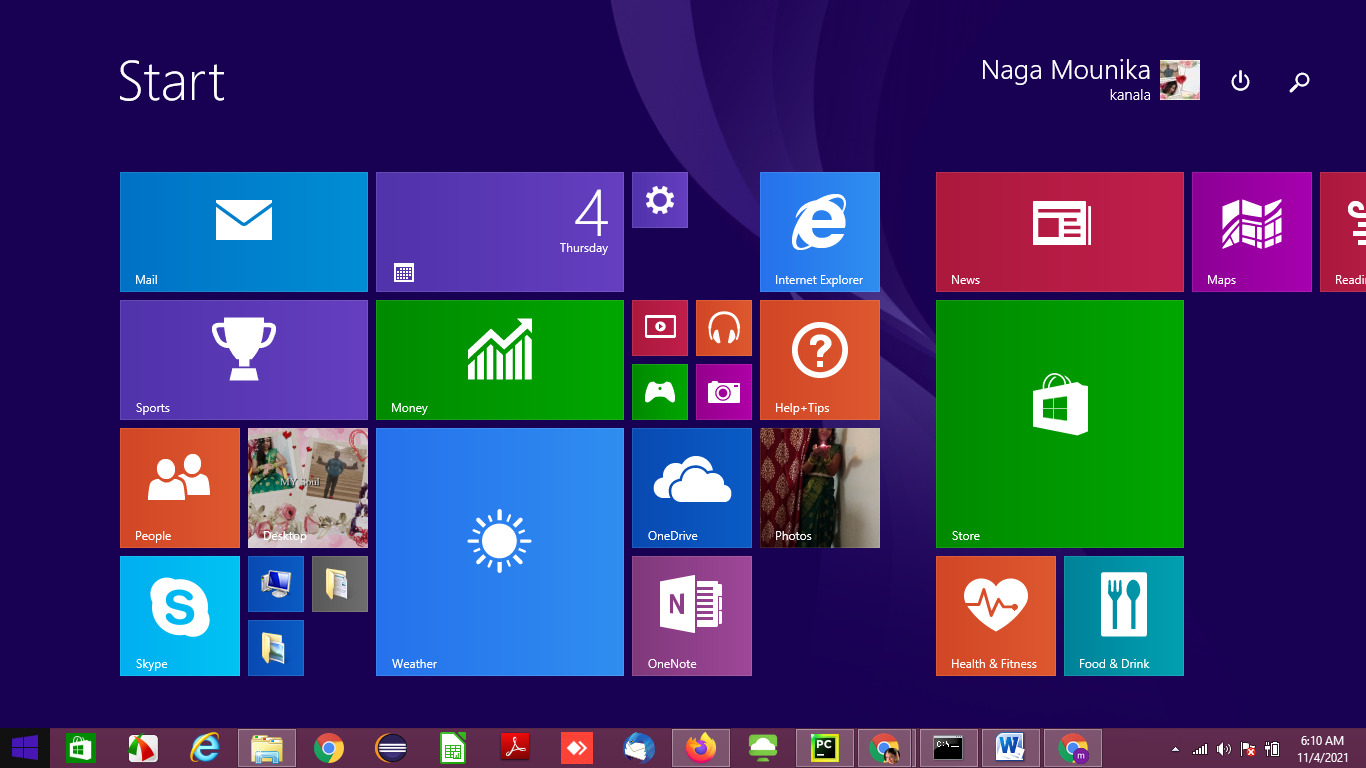 Start
Naga Mounika
kanala
Mail
4
Thursday
Internet Explorer
News
Maps
Readi
Sports
Money
Help+Tips
People
MY Soul
Desktop
OneDrive
Photos
Store
S
Skype
Weather
N
OneNote
Health & Fitness
Food & Drink
PC
C:\
m
6:10 AM
11/4/2021